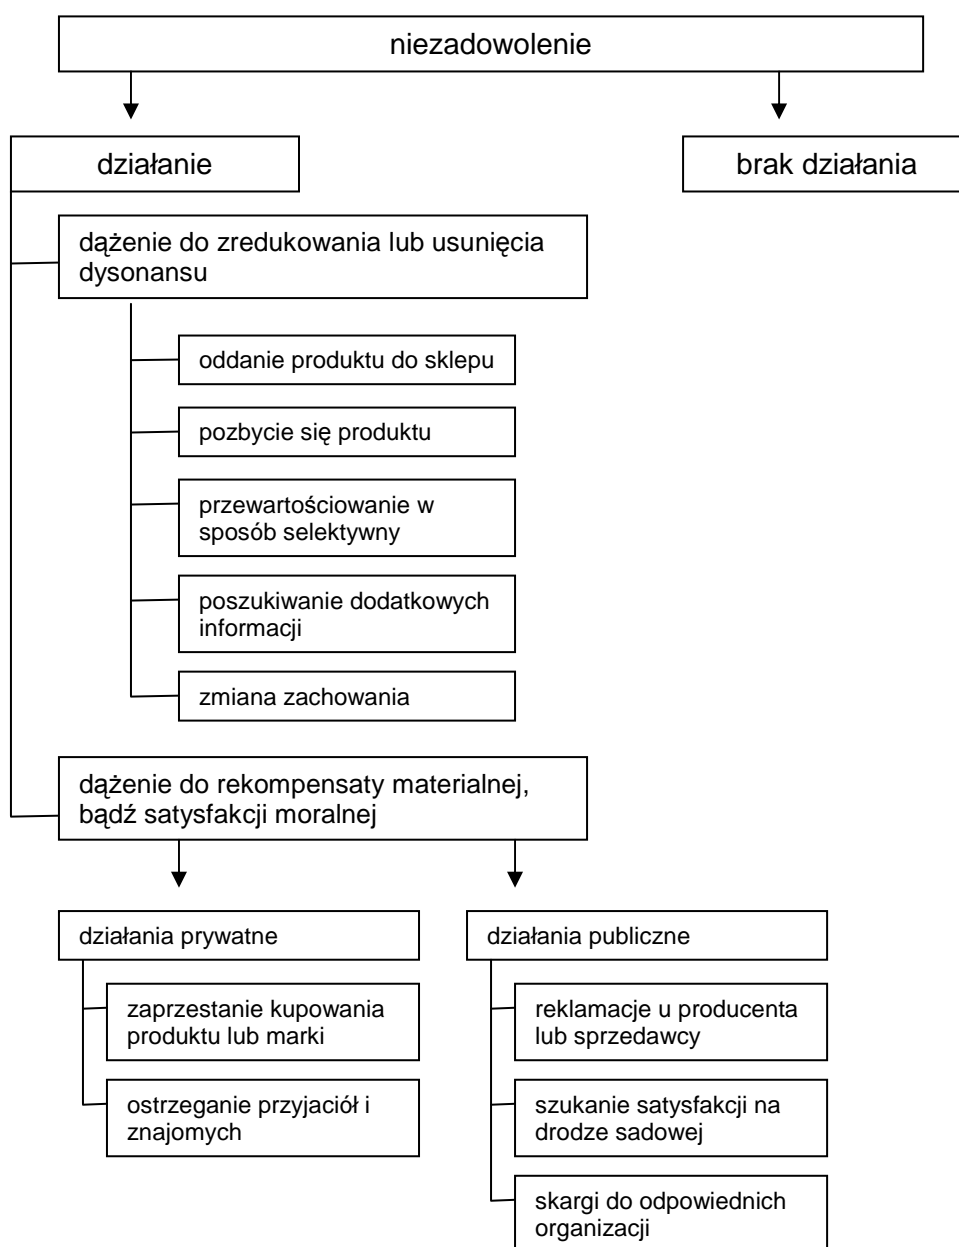 niezadowolenie
działanie
brak działania
dążenie do zredukowania lub usunięcia
dysonansu
oddanie produktu do sklepu
pozbycie się produktu
przewartościowanie w
sposób selektywny
poszukiwanie dodatkowych
informacji
zmiana zachowania
dążenie do rekompensaty materialnej,
bądź satysfakcji moralnej
działania prywatne
działania publiczne
zaprzestanie kupowania
produktu lub marki
ostrzeganie przyjaciół i
znajomych
reklamacje u producenta
lub sprzedawcy
szukanie satysfakcji na
drodze sadowej
skargi do odpowiednich
organizacji